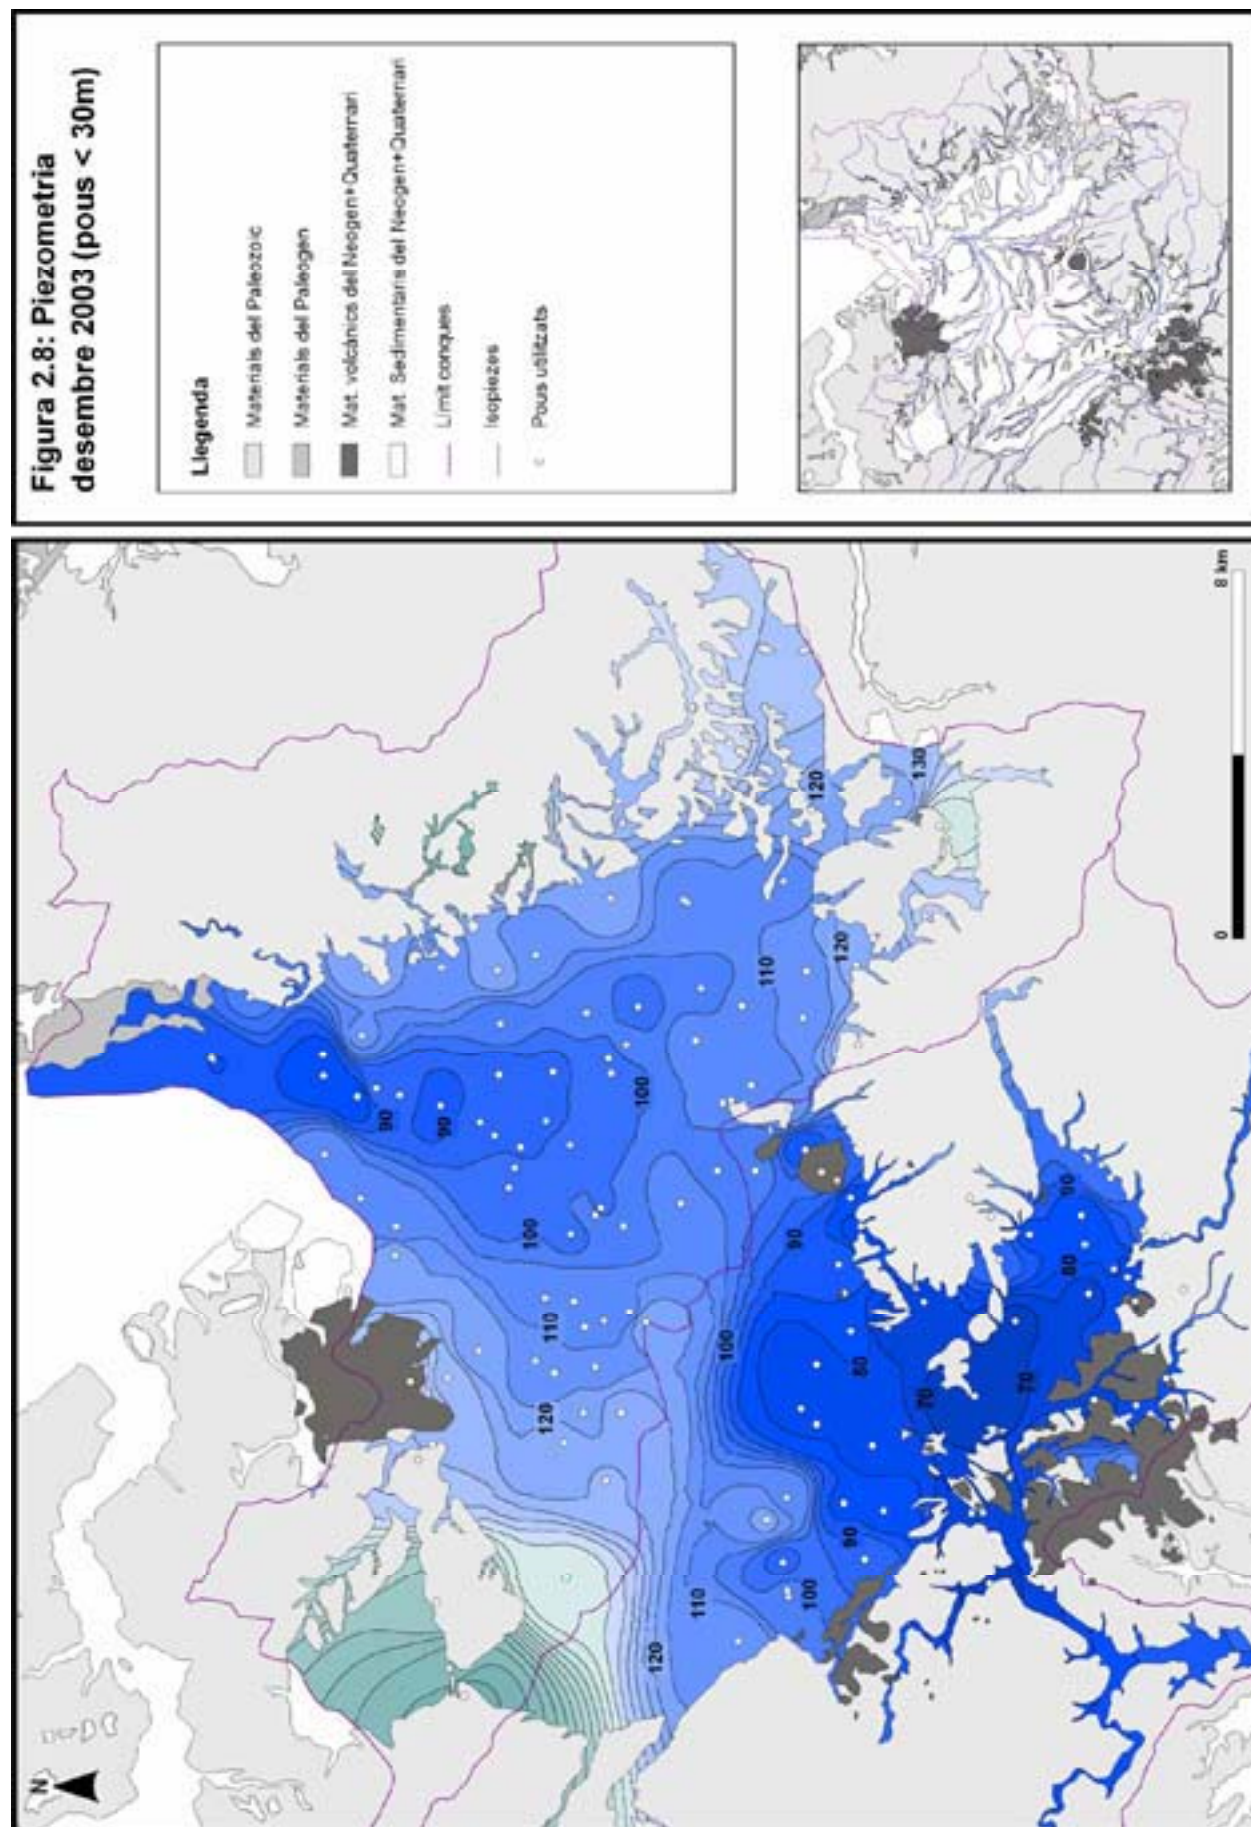 Figura 2.8: Piezometria
desembre 2003 (pous < 30m)
Llegenda
Materials del Paleozoic
Materials del Paleogen
Mat. volcànics del Neogen+Quaternari
Mat. Sedimentaris del Neogen+Quaternari
Límit conques
Isopiezes
Pous utilitzats
N
90
90
100
100
110
110
120
120
120
130
120
110
100
100
90
90
80
70
70
80
90
0
8 km